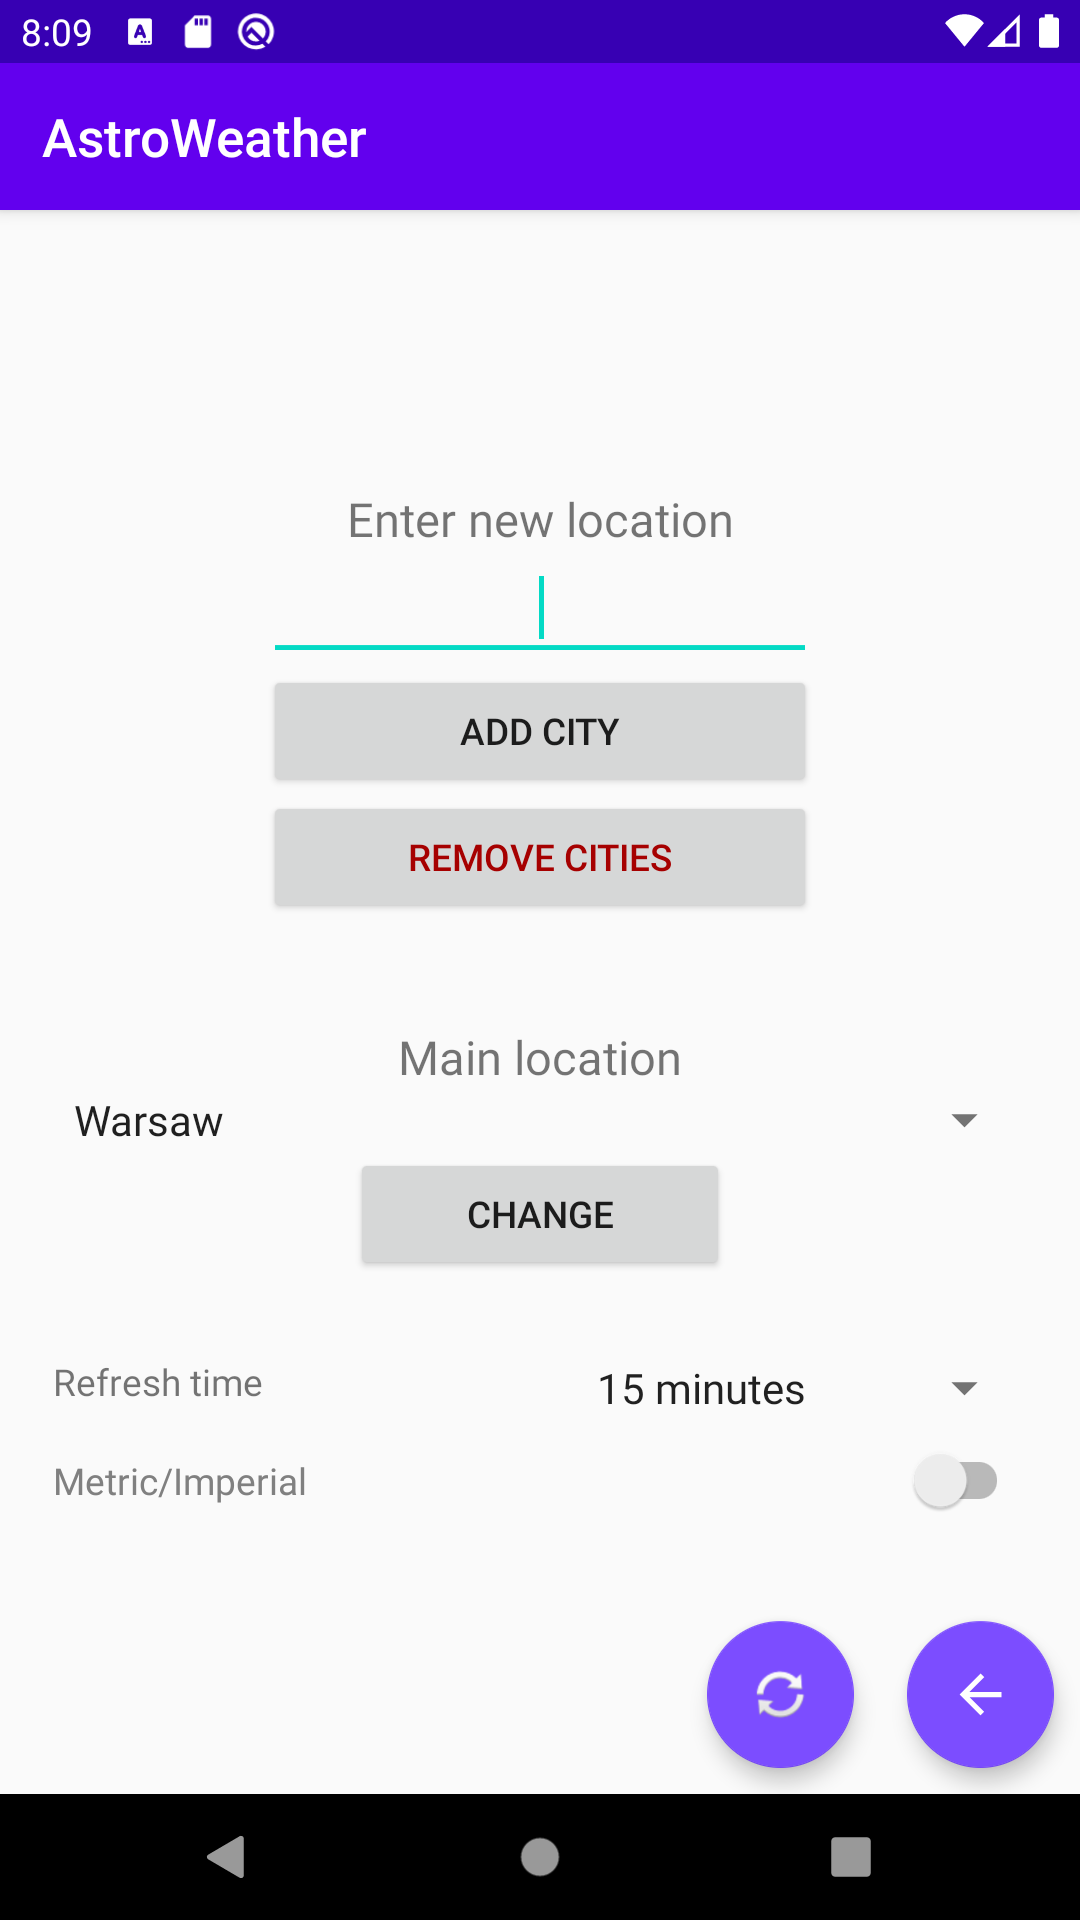 8:09
AstroWeather
Enter new location
ADD CITY
REMOVE CITIES
Main location
Warsaw
CHANGE
Refresh time
15 minutes
Metric/Imperial